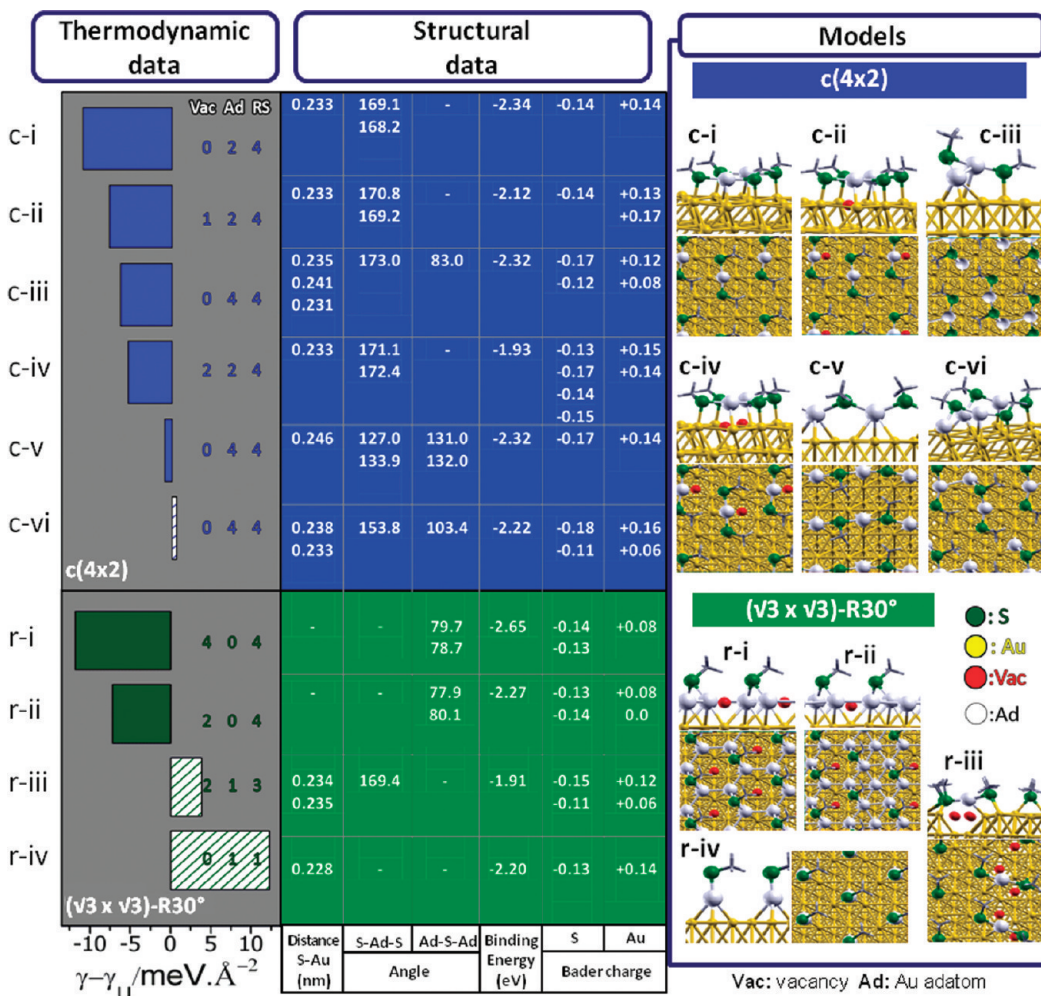 Thermodynamic
data
Structural
data
Models
c(4x2)
Vac Ad RS
c-i 0 2 4 0.233 169.1 - -2.34 -0.14 +0.14
168.2
c-ii 1 2 4 0.233 170.8 - -2.12 -0.14 +0.13
169.2 +0.17
c-iii 0 4 4 0.235 173.0 83.0 -2.32 -0.17 +0.12
0.241 -0.12 +0.08
0.231
c-iv 2 2 4 0.233 171.1 - -1.93 -0.13 +0.15
172.4 -0.17 +0.14
-0.14
-0.15
c-v 0 4 4 0.246 127.0 131.0 -2.32 -0.17 +0.14
133.9 132.0
c-vi 0 4 4 0.238 153.8 103.4 -2.22 -0.18 +0.16
0.233 -0.11 +0.06
c(4x2)
r-i 4 0 4 - - 79.7 -2.65 -0.14 +0.08
78.7 -0.13
r-ii 2 0 4 - - 77.9 -2.27 -0.13 +0.08
80.1 -0.14 0.0
r-iii 2 1 3 0.234 169.4 - -1.91 -0.15 +0.12
0.235 -0.11 +0.06
r-iv 0 1 1 0.228 - - -2.20 -0.13 +0.14
(√3 x √3)-R30°
-10 -5 0 5 10
γ-γu/meV.Å⁻²
Distance
S-Au
(nm)
S-Ad-S Ad-S-Ad
Angle
Binding
Energy
(eV)
S Au
Bader charge
c-i c-ii c-iii
c-iv c-v c-vi
(√3 x √3)-R30°
r-i r-ii
r-iii
r-iv
: S
: Au
:Vac
:Ad
Vac: vacancy Ad: Au adatom